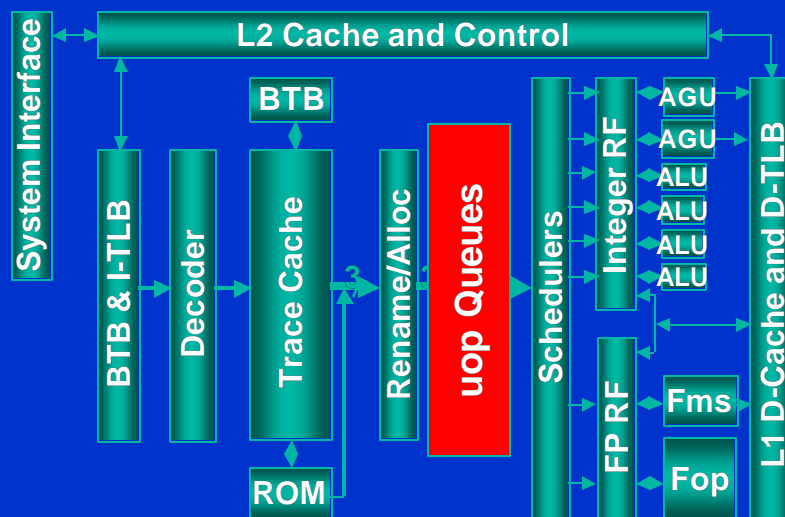 System Interface
L2 Cache and Control
BTB
BTB & I-TLB
Decoder
Trace Cache
3
Rename/Alloc
uop Queues
Schedulers
Integer RF
AGU
AGU
ALU
ALU
ALU
ALU
L1 D-Cache and D-TLB
FP RF
Fms
Fop
ROM